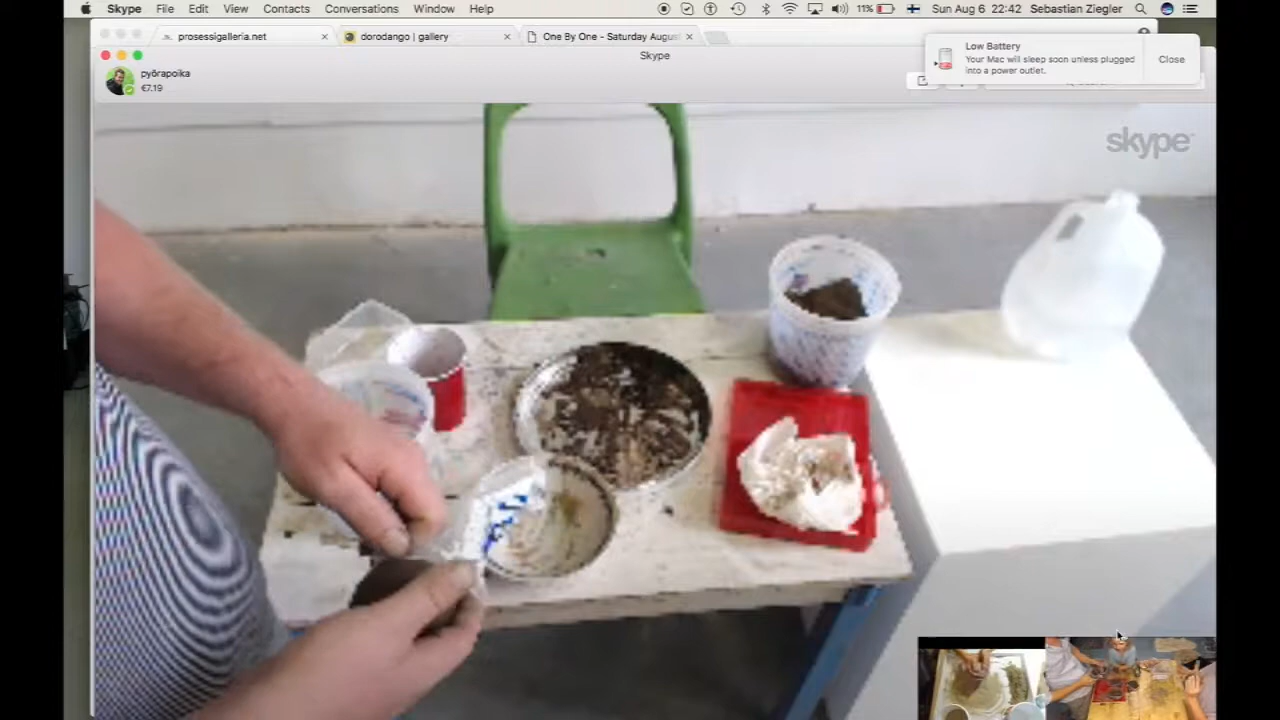 Skype File Edit View Contacts Conversations Window Help 11% Sun Aug 6 22:42 Sebastian Ziegler
prosessigalleria.net dorodango | gallery One By One - Saturday August
Skype
Low Battery
Your Mac will sleep soon unless plugged
into a power outlet.
Close
pyörapoika
€7.19
skype™